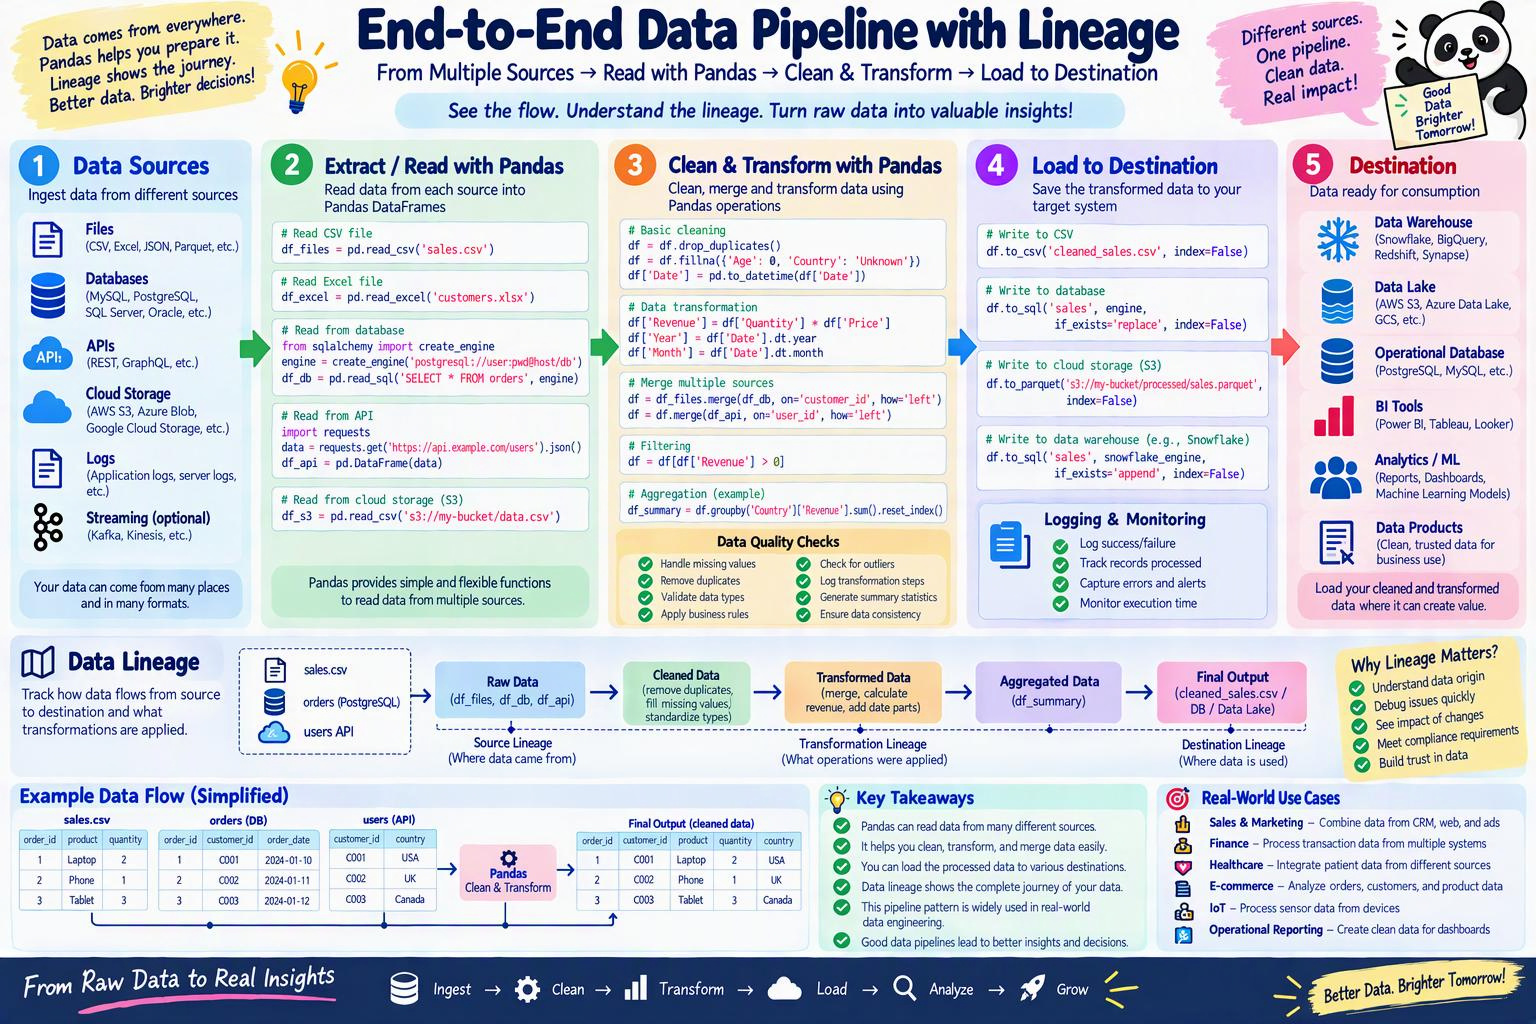 Data comes from everywhere.
Pandas helps you prepare it.
Lineage shows the journey.
Better data. Brighter decisions!
End-to-End Data Pipeline with Lineage
From Multiple Sources → Read with Pandas → Clean & Transform → Load to Destination
See the flow. Understand the lineage. Turn raw data into valuable insights!
Different sources.
One pipeline.
Clean data.
Real impact!
Good
Data
Brighter
Tomorrow!
1 Data Sources
Ingest data from different sources
Files
(CSV, Excel, JSON, Parquet, etc.)
Databases
(MySQL, PostgreSQL,
SQL Server, Oracle, etc.)
API:
APIs
(REST, GraphQL, etc.)
Cloud Storage
(AWS S3, Azure Blob,
Google Cloud Storage, etc.)
Logs
(Application logs, server logs,
etc.)
Streaming (optional)
(Kafka, Kinesis, etc.)
Your data can come foom many places
and in many formats.
2 Extract / Read with Pandas
Read data from each source into
Pandas DataFrames
# Read CSV file
df_files = pd.read_csv('sales.csv')
# Read Excel file
df_excel = pd.read_excel('customers.xlsx')
# Read from database
from sqlalchemy import create_engine
engine = create_engine('postgresql://user:pwd@host/db')
df_db = pd.read_sql('SELECT * FROM orders', engine)
# Read from API
import requests
data = requests.get('https://api.example.com/users').json()
df_api = pd.DataFrame(data)
# Read from cloud storage (S3)
df_s3 = pd.read_csv('s3://my-bucket/data.csv')
Pandas provides simple and flexible functions
to read data from multiple sources.
3 Clean & Transform with Pandas
Clean, merge and transform data using
Pandas operations
# Basic cleaning
df = df.drop_duplicates()
df = df.fillna({'Age': 0, 'Country': 'Unknown'})
df['Date'] = pd.to_datetime(df['Date'])
# Data transformation
df['Revenue'] = df['Quantity'] * df['Price']
df['Year'] = df['Date'].dt.year
df['Month'] = df['Date'].dt.month
# Merge multiple sources
df = df_files.merge(df_db, on='customer_id', how='left')
df = df.merge(df_api, on='user_id', how='left')
# Filtering
df = df[df['Revenue'] > 0]
# Aggregation (example)
df_summary = df.groupby('Country')['Revenue'].sum().reset_index()
Data Quality Checks
Handle missing values
Remove duplicates
Validate data types
Apply business rules
Check for outliers
Log transformation steps
Generate summary statistics
Ensure data consistency
4 Load to Destination
Save the transformed data to your
target system
# Write to CSV
df.to_csv('cleaned_sales.csv', index=False)
# Write to database
df.to_sql('sales', engine,
if_exists='replace', index=False)
# Write to cloud storage (S3)
df.to_parquet('s3://my-bucket/processed/sales.parquet',
index=False)
# Write to data warehouse (e.g., Snowflake)
df.to_sql('sales', snowflake_engine,
if_exists='append', index=False)
Logging & Monitoring
Log success/failure
Track records processed
Capture errors and alerts
Monitor execution time
5 Destination
Data ready for consumption
Data Warehouse
(Snowflake, BigQuery,
Redshift, Synapse)
Data Lake
(AWS S3, Azure Data Lake,
GCS, etc.)
Operational Database
(PostgreSQL, MySQL, etc.)
BI Tools
(Power BI, Tableau, Looker)
Analytics / ML
(Reports, Dashboards,
Machine Learning Models)
Data Products
(Clean, trusted data for
business use)
Load your cleaned and transformed
data where it can create value.
Data Lineage
Track how data flows from source
to destination and what
transformations are applied.
sales.csv
orders (PostgreSQL)
users API
Raw Data
(df_files, df_db, df_api)
Cleaned Data
(remove duplicates,
fill missing values,
standardize types)
Transformed Data
(merge, calculate
revenue, add date parts)
Aggregated Data
(df_summary)
Final Output
(cleaned_sales.csv /
DB / Data Lake)
Source Lineage
(Where data came from)
Transformation Lineage
(What operations were applied)
Destination Lineage
(Where data is used)
Why Lineage Matters?
Understand data origin
Debug issues quickly
See impact of changes
Meet compliance requirements
Build trust in data
Example Data Flow (Simplified)
sales.csv
order_id product quantity
1 Laptop 2
2 Phone 1
3 Tablet 3
orders (DB)
order_id customer_id order_date
1 C001 2024-01-10
2 C002 2024-01-11
3 C003 2024-01-12
users (API)
customer_id country
C001 USA
C002 UK
C003 Canada
Pandas
Clean & Transform
Final Output (cleaned data)
order_id customer_id product quantity country
1 C001 Laptop 2 USA
2 C002 Phone 1 UK
3 C003 Tablet 3 Canada
Key Takeaways
Pandas can read data from many different sources.
It helps you clean, transform, and merge data easily.
You can load the processed data to various destinations.
Data lineage shows the complete journey of your data.
This pipeline pattern is widely used in real-world
data engineering.
Good data pipelines lead to better insights and decisions.
Real-World Use Cases
Sales & Marketing – Combine data from CRM, web, and ads
Finance – Process transaction data from multiple systems
Healthcare – Integrate patient data from different sources
E-commerce – Analyze orders, customers, and product data
IoT – Process sensor data from devices
Operational Reporting – Create clean data for dashboards
From Raw Data to Real Insights
Ingest → Clean → Transform → Load → Analyze → Grow
Better Data. Brighter Tomorrow!